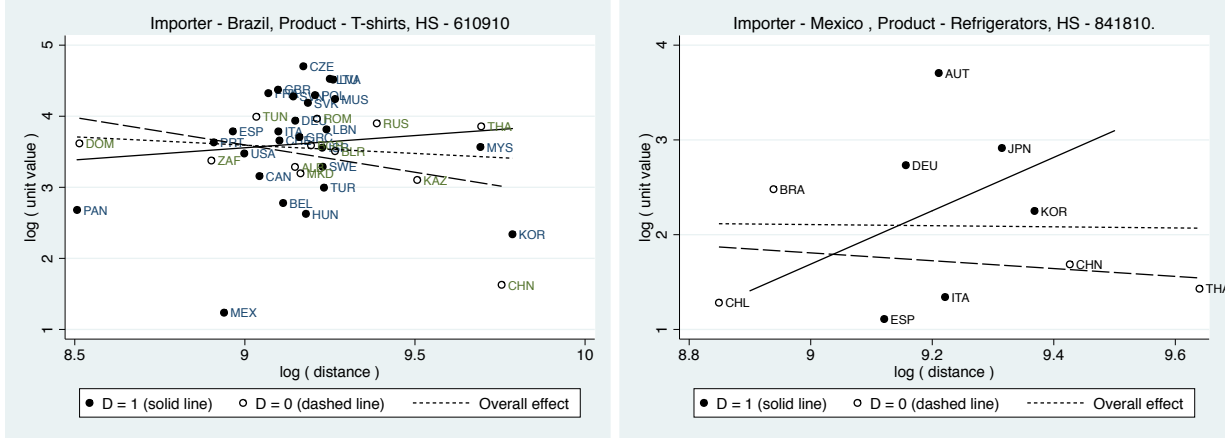 Importer - Brazil, Product - T-shirts, HS - 610910
log ( unit value )
5
4
3
2
1
CZE
LVA
GBR
POL
MUS
SVK
TUN
ROM
DEU
RUS
THA
ESP
ITA
LBN
GRC
DOM
PRT
USA
BLR
MYS
ZAF
SWE
MKD
CAN
KAZ
TUR
BEL
HUN
PAN
KOR
CHN
MEX
8.5 9 9.5 10
log ( distance )
D = 1 (solid line) D = 0 (dashed line) Overall effect
Importer - Mexico , Product - Refrigerators, HS - 841810.
log ( unit value )
4
3
2
1
AUT
JPN
DEU
BRA
KOR
CHN
THA
CHL
ITA
ESP
8.8 9 9.2 9.4 9.6
log ( distance )
D = 1 (solid line) D = 0 (dashed line) Overall effect